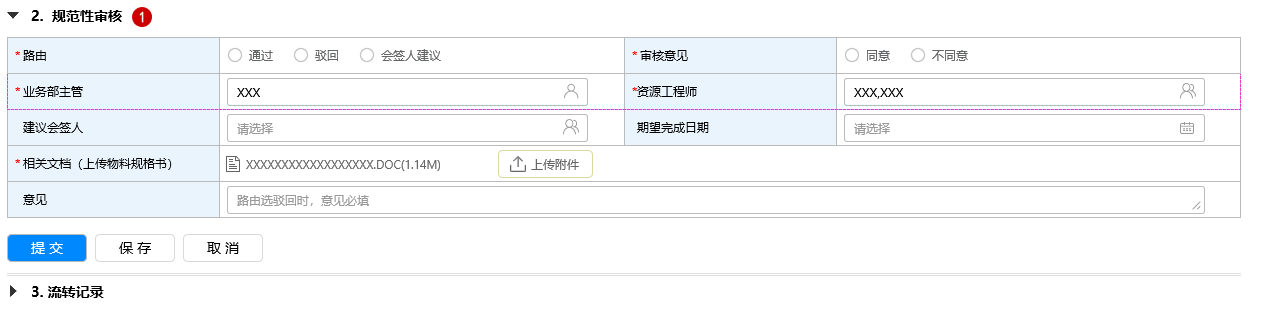 2. 规范性审核 1
*路由 通过 驳回 会签人建议 *审核意见 同意 不同意
*业务部主管 XXX *资源工程师 XXX,XXX
建议会签人 请选择 期望完成日期 请选择
*相关文档（上传物料规格书） XXXXXXXXXXXXXXXXXX.DOC(1.14M) 上传附件
意见 路由选驳回时，意见必填
提交 保存 取消
3. 流转记录